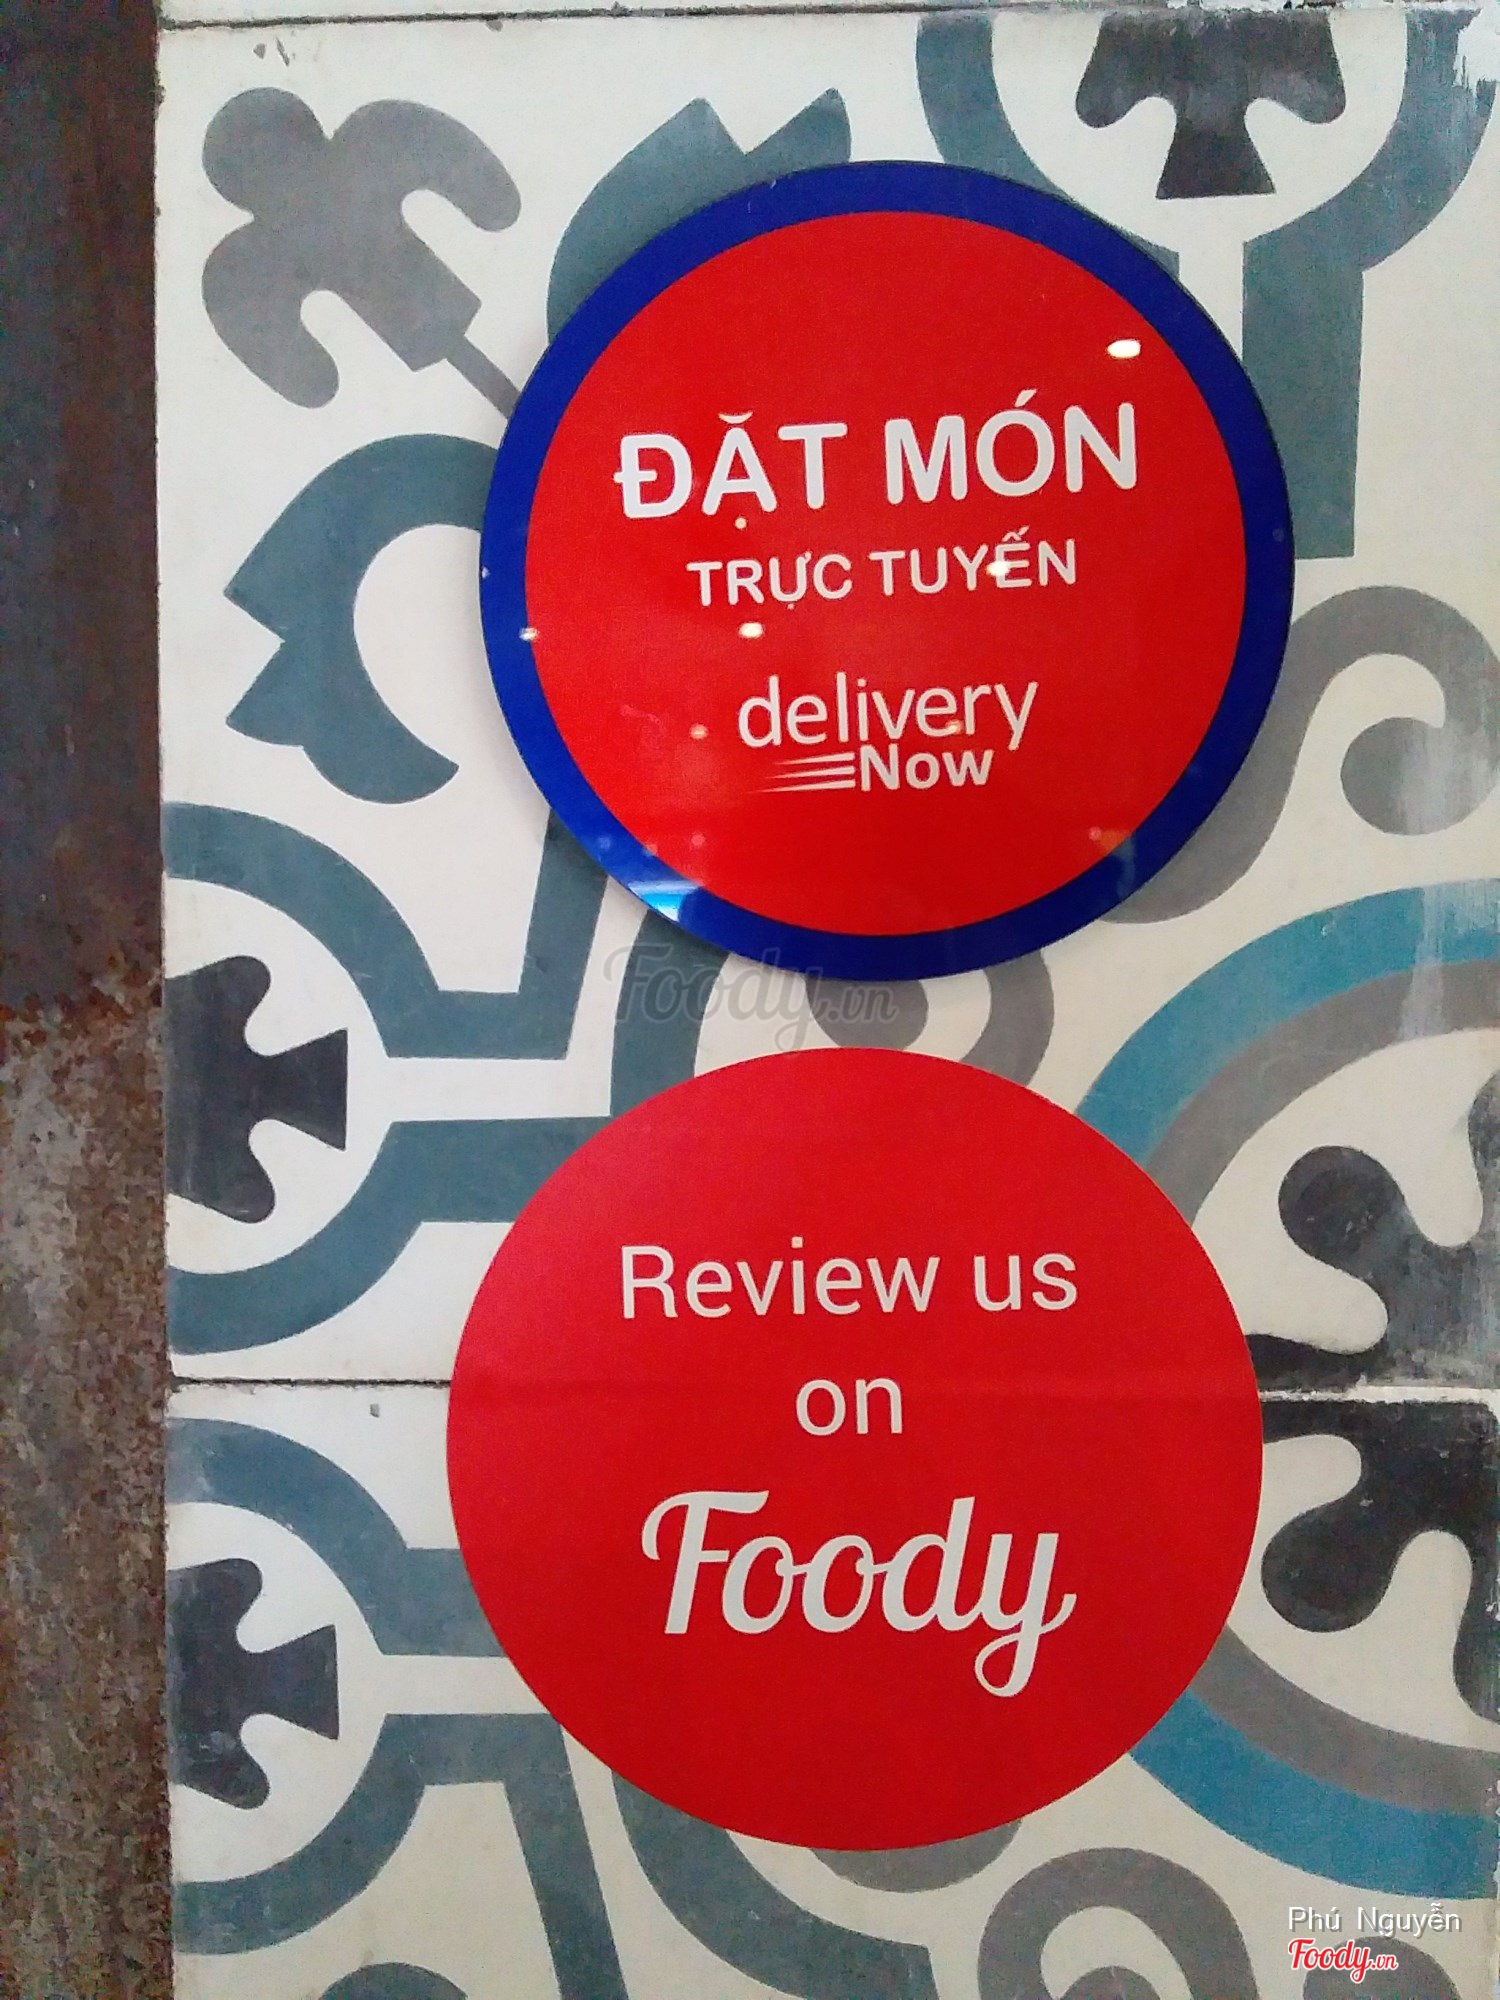 ĐẶT MÓN
TRỰC TUYẾN
delivery
Now
Foody.vn
Review us
on
Foody
Phú Nguyễn
Foody.vn